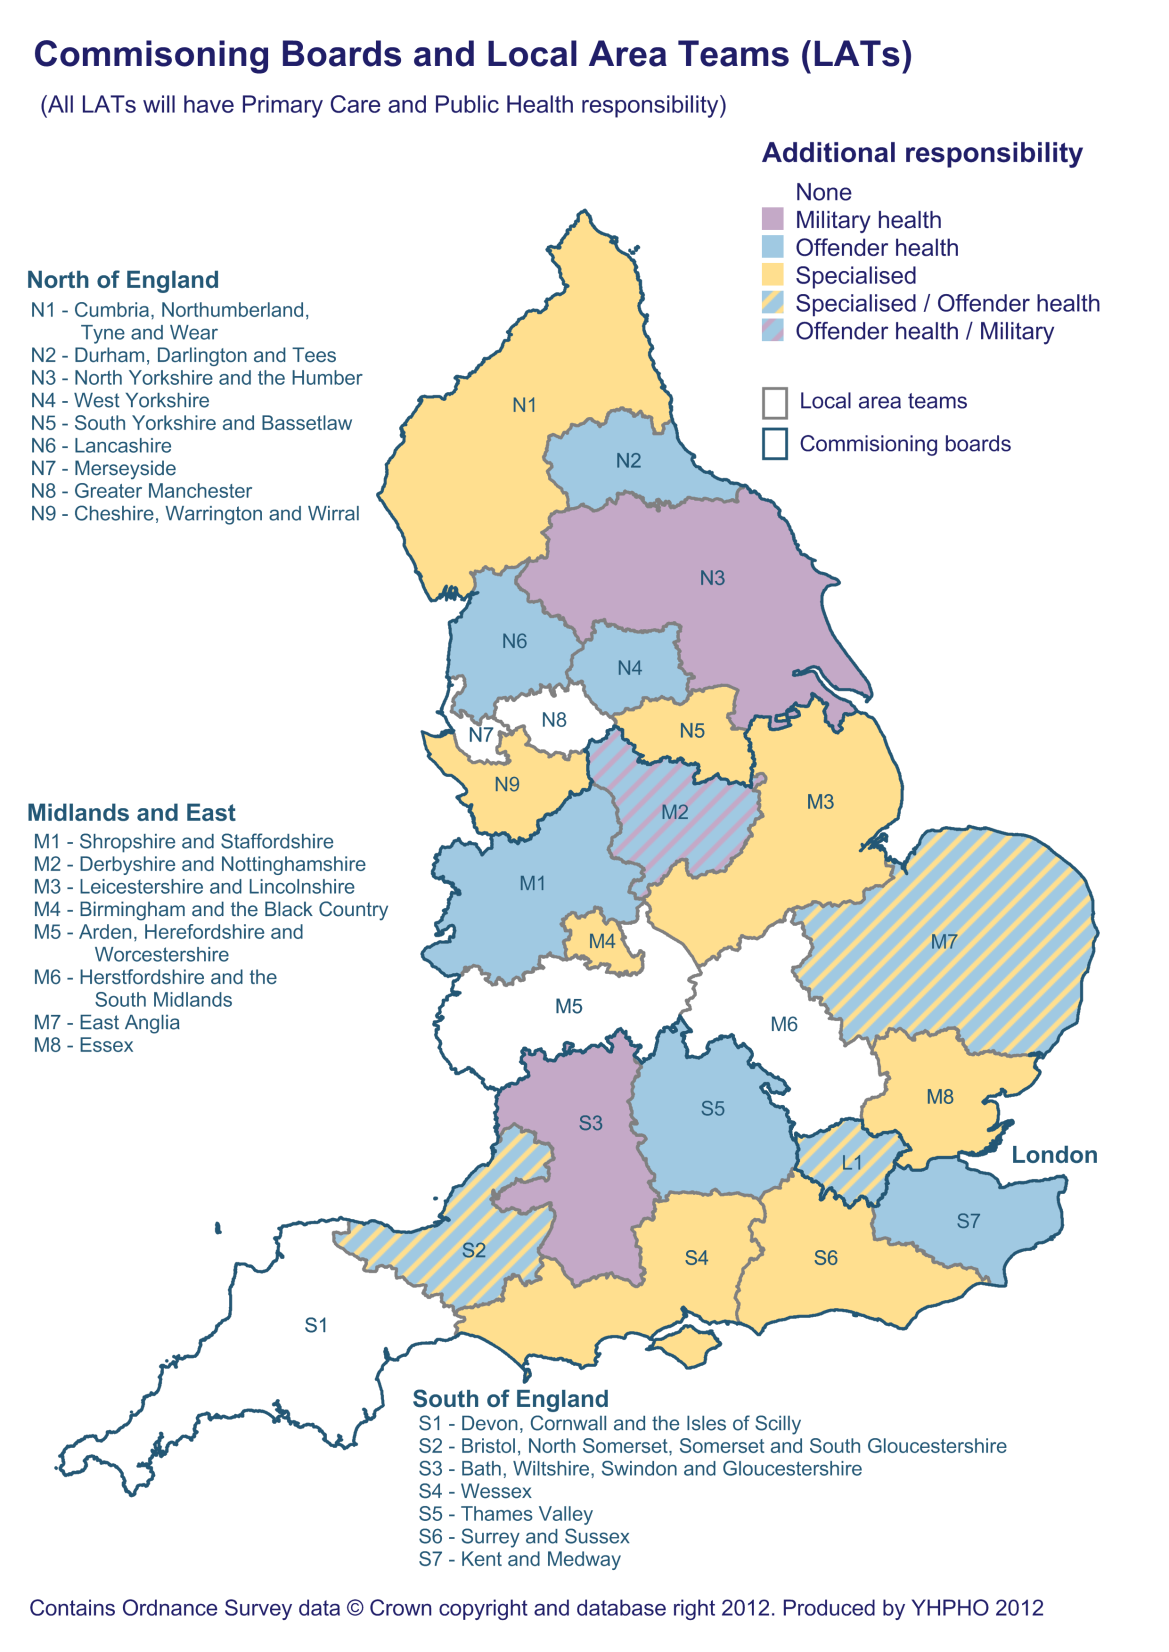 Commisoning Boards and Local Area Teams (LATs)
(All LATs will have Primary Care and Public Health responsibility)
Additional responsibility
None
Military health
Offender health
Specialised
Specialised / Offender health
Offender health / Military
Local area teams
Commisioning boards
North of England
N1 - Cumbria, Northumberland,
Tyne and Wear
N2 - Durham, Darlington and Tees
N3 - North Yorkshire and the Humber
N4 - West Yorkshire
N5 - South Yorkshire and Bassetlaw
N6 - Lancashire
N7 - Merseyside
N8 - Greater Manchester
N9 - Cheshire, Warrington and Wirral
Midlands and East
M1 - Shropshire and Staffordshire
M2 - Derbyshire and Nottinghamshire
M3 - Leicestershire and Lincolnshire
M4 - Birmingham and the Black Country
M5 - Arden, Herefordshire and
Worcestershire
M6 - Herstfordshire and the
South Midlands
M7 - East Anglia
M8 - Essex
N1
N2
N3
N6
N4
N8
N7
N5
N9
M2
M3
M1
M4
M7
M5
M6
M8
S3
S5
London
L1
S7
S2
S4
S6
S1
South of England
S1 - Devon, Cornwall and the Isles of Scilly
S2 - Bristol, North Somerset, Somerset and South Gloucestershire
S3 - Bath, Wiltshire, Swindon and Gloucestershire
S4 - Wessex
S5 - Thames Valley
S6 - Surrey and Sussex
S7 - Kent and Medway
Contains Ordnance Survey data © Crown copyright and database right 2012. Produced by YHPHO 2012